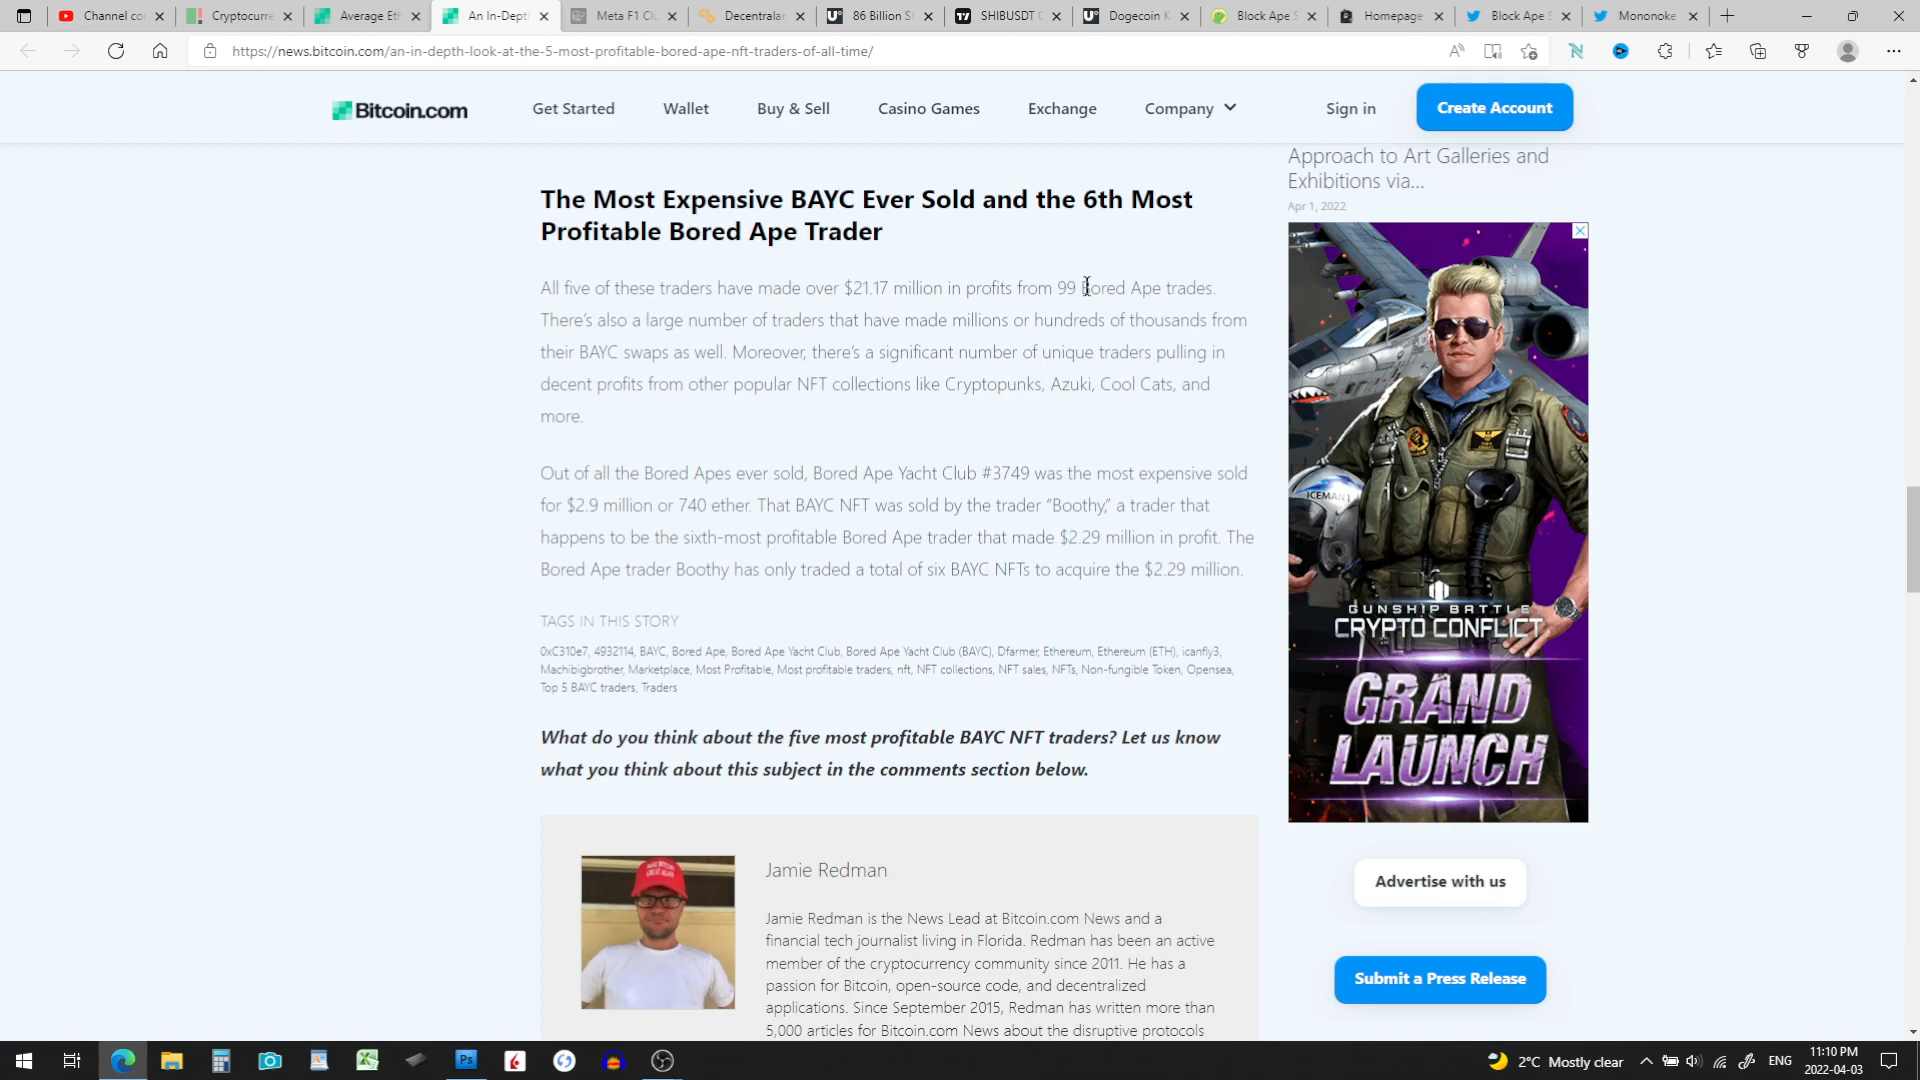 Channel co
Cryptocurre
Average Eth
An In-Dept
Meta F1 Clu
Decentralan
86 Billion Sh
SHIBUSDT C
Dogecoin K
Block Ape S
Homepage
Block Ape S
Mononoke
https://news.bitcoin.com/an-in-depth-look-at-the-5-most-profitable-bored-ape-nft-traders-of-all-time/
Bitcoin.com
Get Started
Wallet
Buy & Sell
Casino Games
Exchange
Company
Sign in
Create Account
The Most Expensive BAYC Ever Sold and the 6th Most
Profitable Bored Ape Trader
All five of these traders have made over $21.17 million in profits from 99 Bored Ape trades.
There's also a large number of traders that have made millions or hundreds of thousands from
their BAYC swaps as well. Moreover, there's a significant number of unique traders pulling in
decent profits from other popular NFT collections like Cryptopunks, Azuki, Cool Cats, and
more.
Out of all the Bored Apes ever sold, Bored Ape Yacht Club #3749 was the most expensive sold
for $2.9 million or 740 ether. That BAYC NFT was sold by the trader “Boothy,” a trader that
happens to be the sixth-most profitable Bored Ape trader that made $2.29 million in profit. The
Bored Ape trader Boothy has only traded a total of six BAYC NFTs to acquire the $2.29 million.
TAGS IN THIS STORY
0xC310e7, 4932114, BAYC, Bored Ape, Bored Ape Yacht Club, Bored Ape Yacht Club (BAYC), Dfarmer, Ethereum, Ethereum (ETH), icanfly3,
Machibigbrother, Marketplace, Most Profitable, Most profitable traders, nft, NFT collections, NFT sales, NFTs, Non-fungible Token, Opensea,
Top 5 BAYC traders, Traders
What do you think about the five most profitable BAYC NFT traders? Let us know
what you think about this subject in the comments section below.
MAKE BITCOIN
GREAT AGAIN
Jamie Redman
Jamie Redman is the News Lead at Bitcoin.com News and a
financial tech journalist living in Florida. Redman has been an active
member of the cryptocurrency community since 2011. He has a
passion for Bitcoin, open-source code, and decentralized
applications. Since September 2015, Redman has written more than
5,000 articles for Bitcoin.com News about the disruptive protocols
Approach to Art Galleries and
Exhibitions via...
Apr 1, 2022
ICEMAN
GUNSHIP BATTLE
CRYPTO CONFLICT
GRAND
LAUNCH
Advertise with us
Submit a Press Release
Ps
2°C Mostly clear
ENG
11:10 PM
2022-04-03